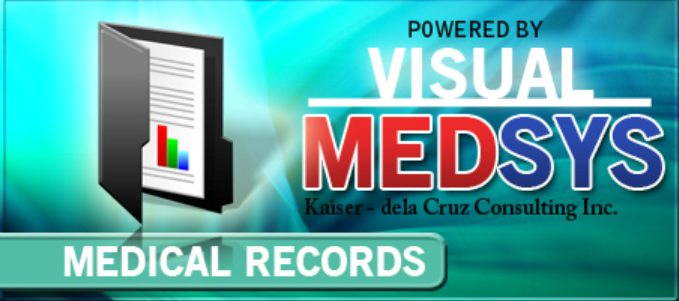 POWERED BY
VISUAL
MEDSYS
Kaiser - dela Cruz Consulting Inc.
MEDICAL RECORDS